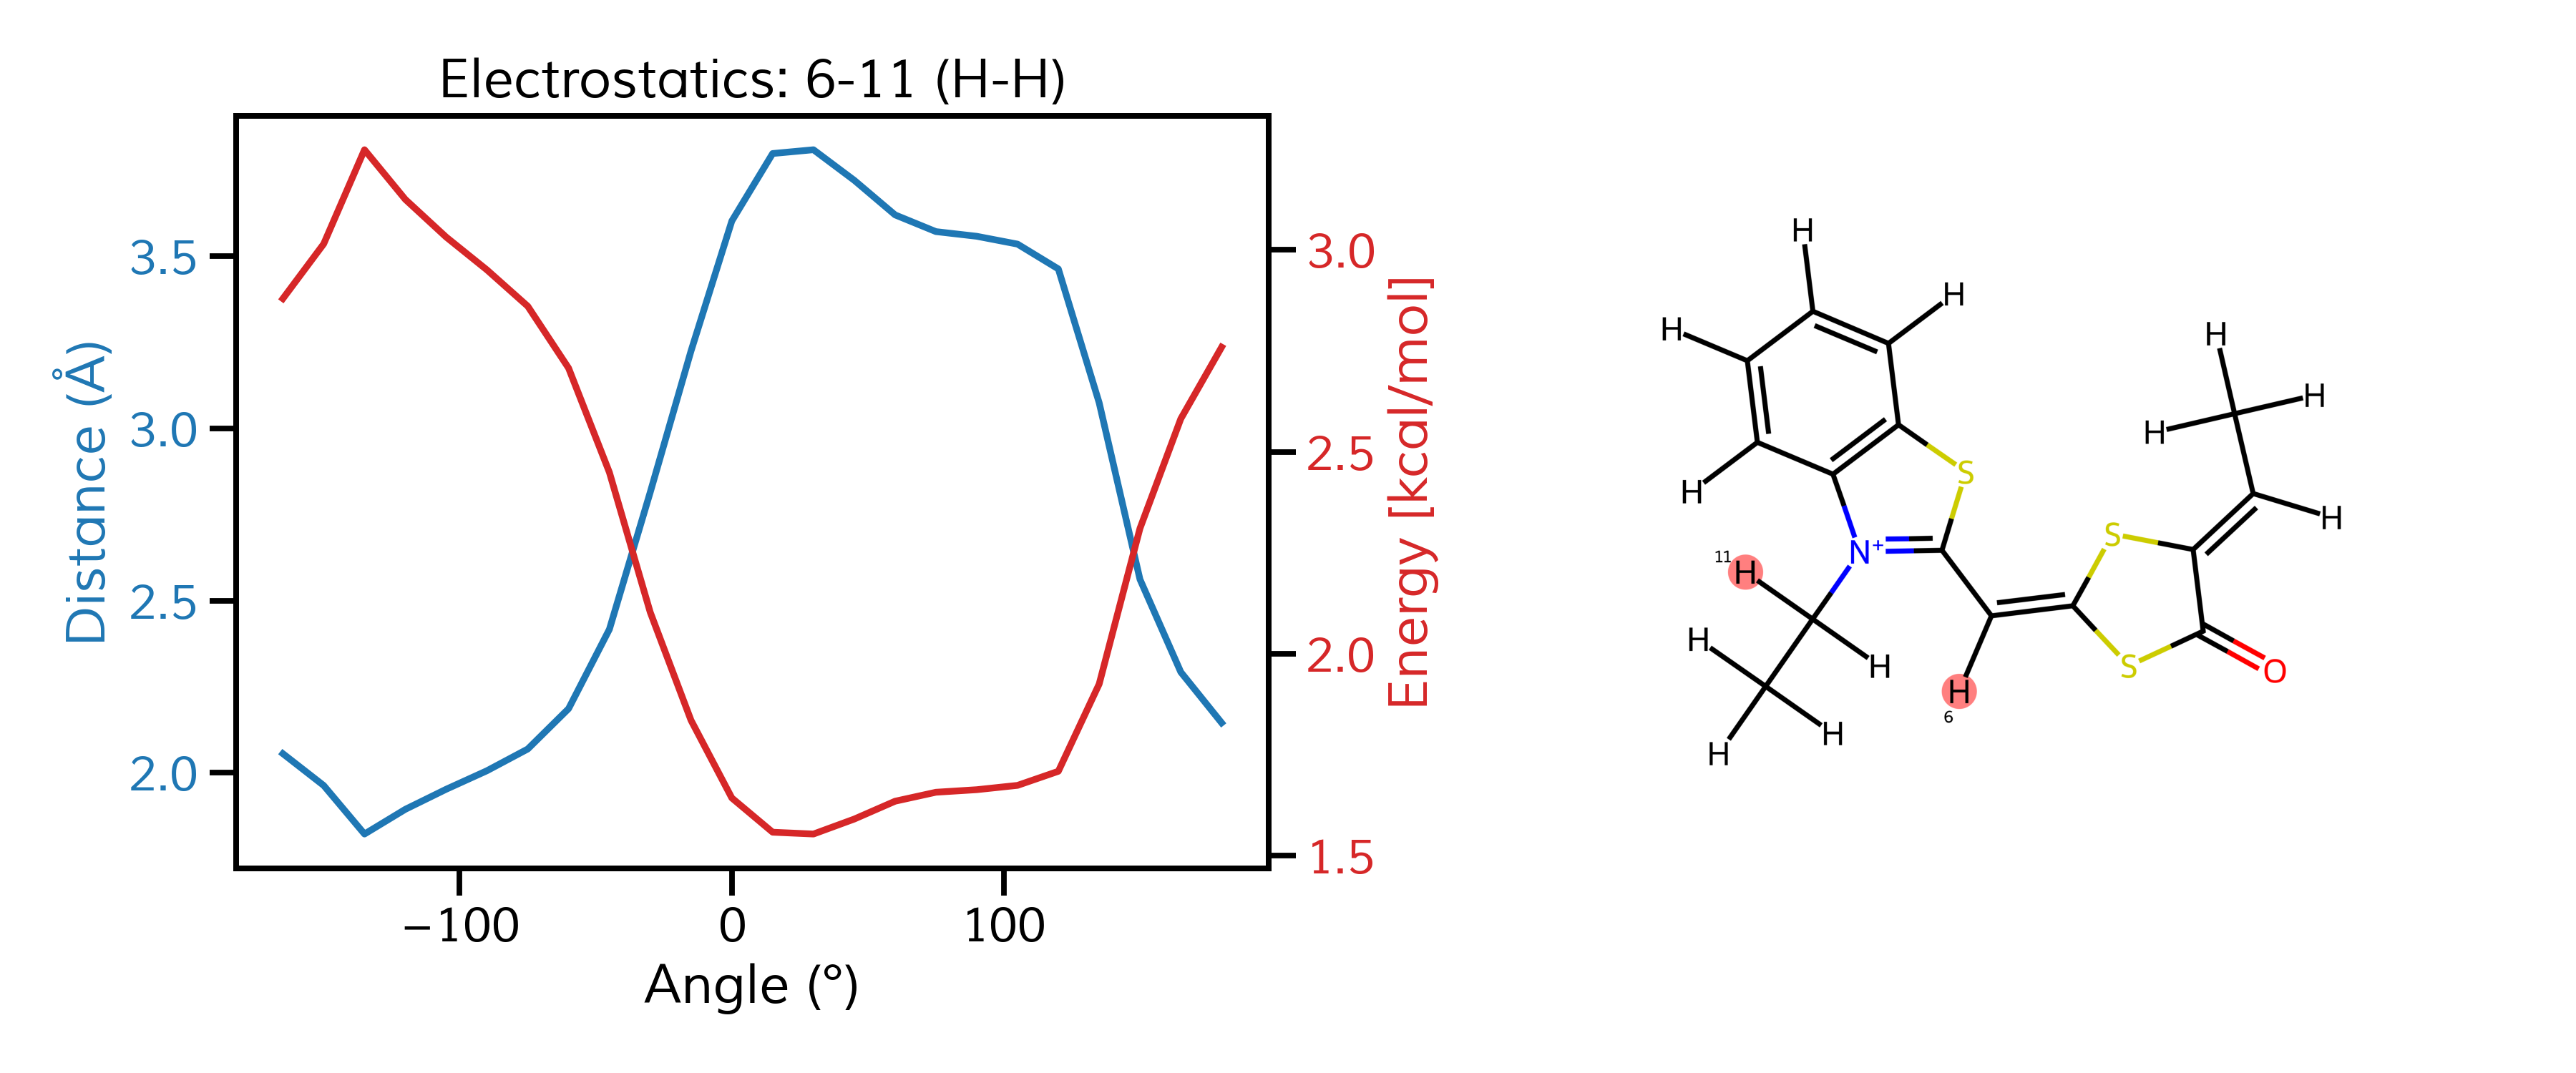 Electrostatics: 6-11 (H-H)
Distance (Å)
3.5
3.0
2.5
2.0
−100
0
100
Angle (°)
3.0
2.5
2.0
1.5
Energy [kcal/mol]
H
H
H
H
H
H
H
S
S
H
N+
11
H
H
H
6
H
S
O
H
H
H